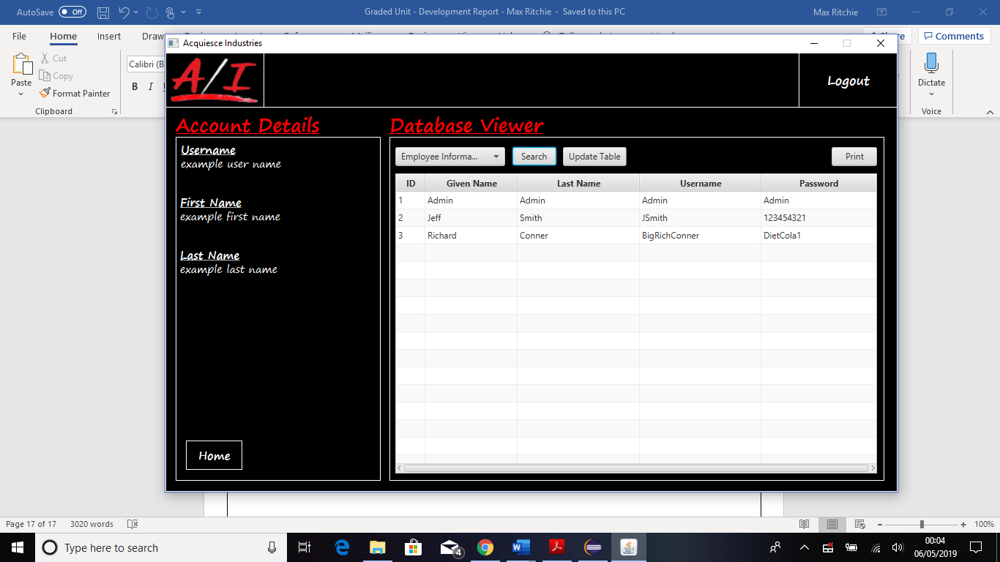 AutoSave Off
Graded Unit - Development Report - Max Ritchie - Saved to this PC
Max Ritchie
File Home Insert
Comments
Acquiesce Industries
Paste
Cut
Copy
Format Painter
Clipboard
Calibri (B
B I
Dictate
Voice
A/I
Logout
Account Details
Username
example user name
First Name
example first name
Last Name
example last name
Home
Database Viewer
Employee Informa... Search Update Table Print
ID Given Name Last Name Username Password
1 Admin Admin Admin Admin
2 Jeff Smith JSmith 123454321
3 Richard Conner BigRichConner DietCola1
Page 17 of 17 3020 words
100%
Type here to search
4
00:04
06/05/2019